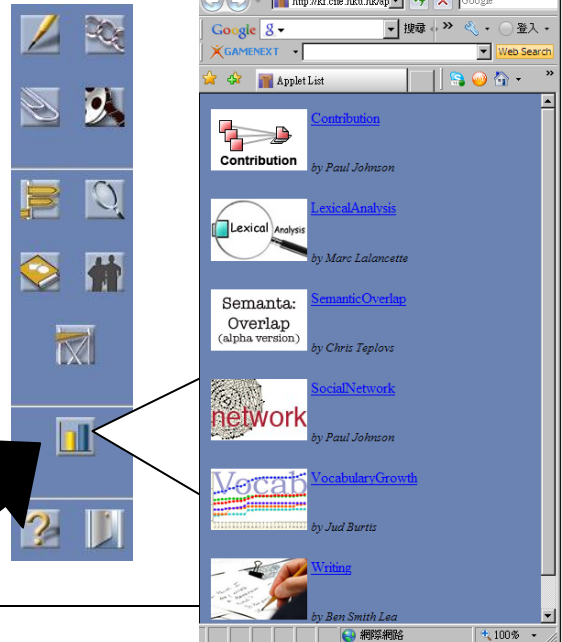 Google
Google
搜尋
»
登入
GAMENEXT
Web Search
Applet List
»
Contribution
Contribution
by Paul Johnson
Lexical Analysis
LexicalAnalysis
by Marc Lalancette
Semanta:
Overlap
(alpha version)
SemanticOverlap
by Chris Teplovs
network
SocialNetwork
by Paul Johnson
Vocab
VocabularyGrowth
by Jud Burtis
Writing
by Ben Smith Lea
網際網路
100%